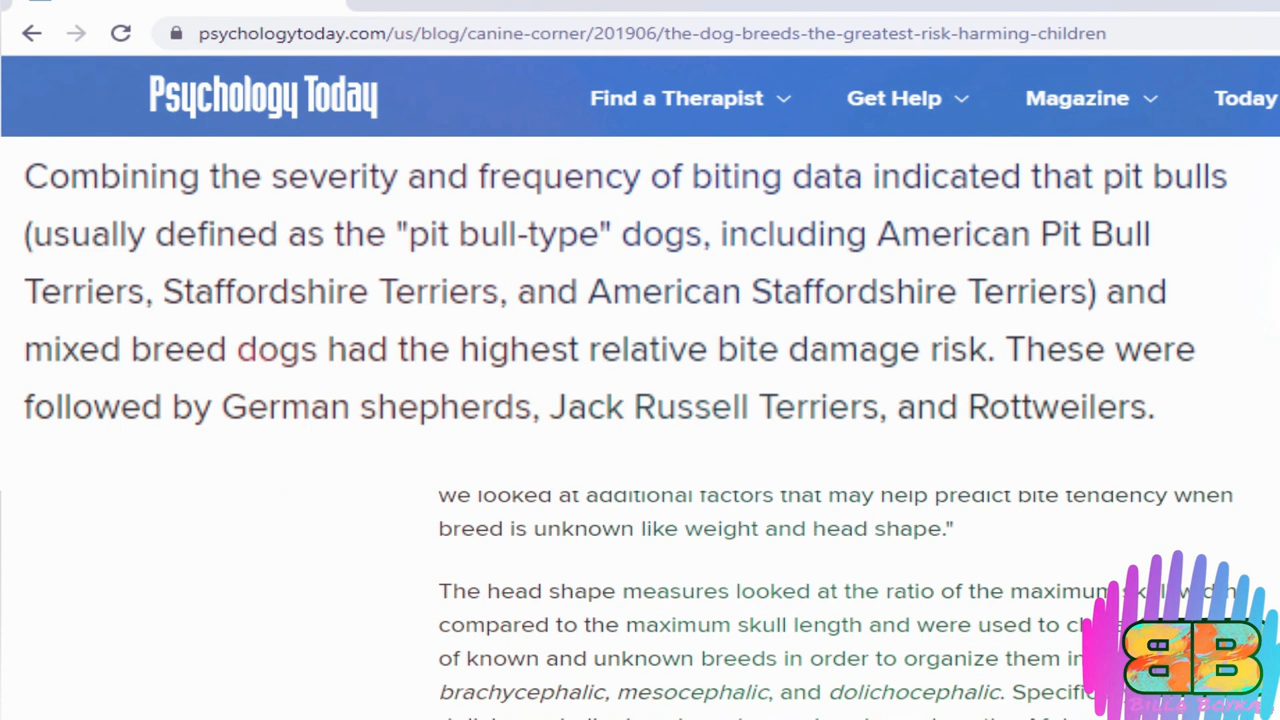 psychologytoday.com/us/blog/canine-corner/201906/the-dog-breeds-the-greatest-risk-harming-children
Psychology Today Find a Therapist Get Help Magazine Today
Combining the severity and frequency of biting data indicated that pit bulls
(usually defined as the "pit bull-type" dogs, including American Pit Bull
Terriers, Staffordshire Terriers, and American Staffordshire Terriers) and
mixed breed dogs had the highest relative bite damage risk. These were
followed by German shepherds, Jack Russell Terriers, and Rottweilers.
we looked at additional factors that may help predict bite tendency when
breed is unknown like weight and head shape."
The head shape measures looked at the ratio of the maximum
compared to the maximum skull length and were used to
of known and unknown breeds in order to organize them
brachycephalic, mesocephalic, and dolichocephalic.
BB